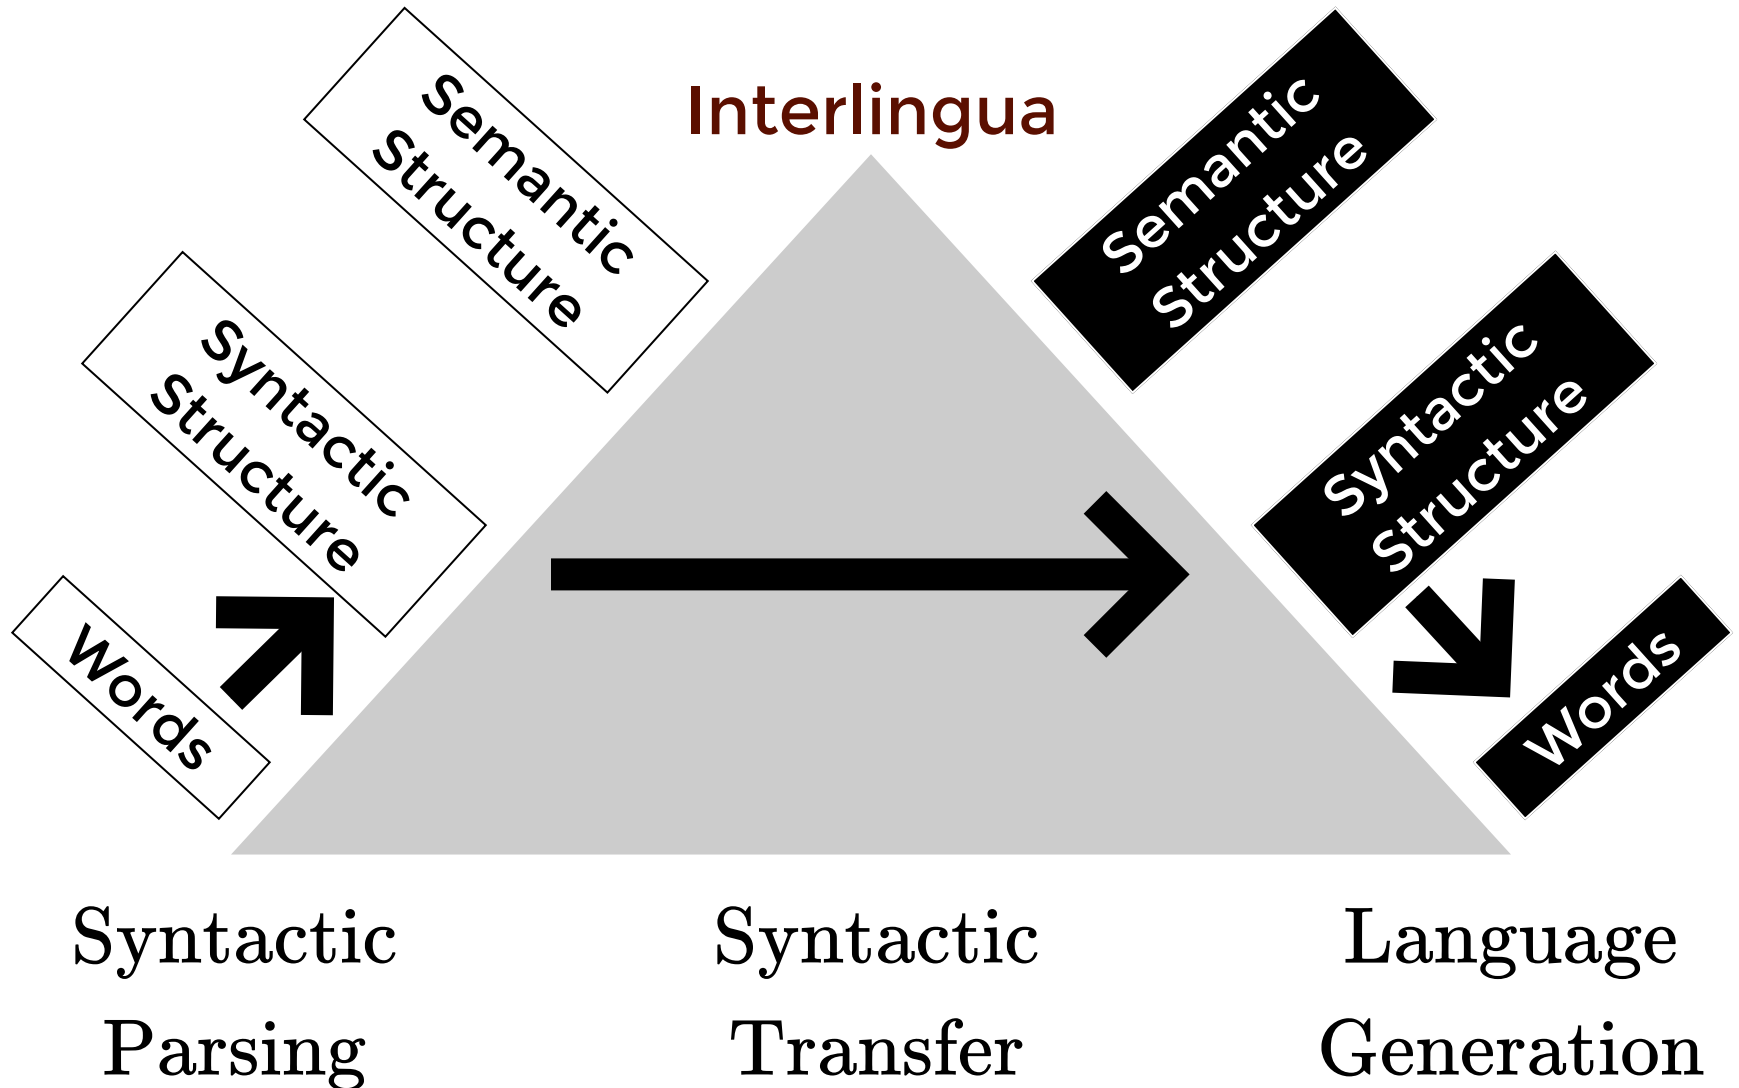 Interlingua
Semantic
Structure
Semantic
Structure
Syntactic
Structure
Syntactic
Structure
Words
Words
Syntactic
Parsing
Syntactic
Transfer
Language
Generation